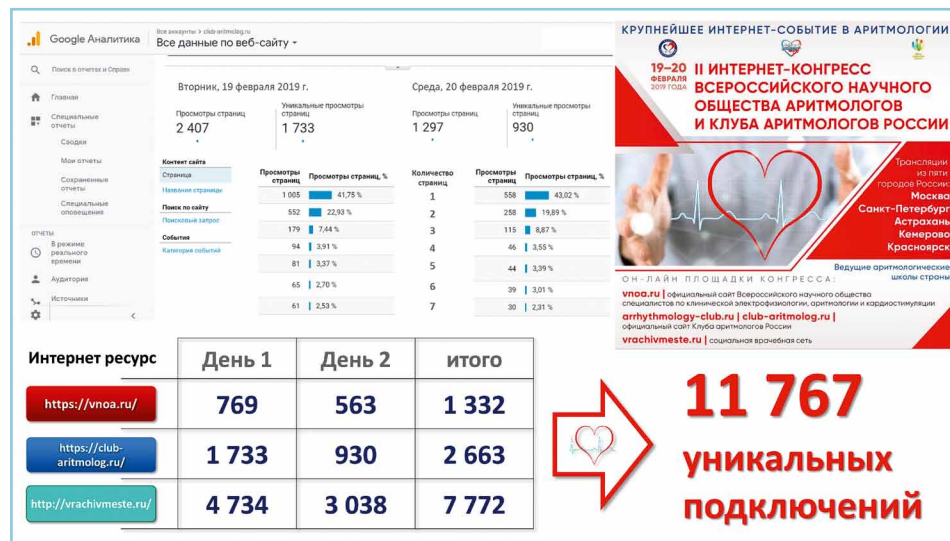 Google Аналитика
Все аккаунты > club-aritmolog.ru
Все данные по веб-сайту
Поиск в отчетах и Справк
Главная
Специальные
отчеты
Сводки
Мои отчеты
Сохраненные
отчеты
Специальные
оповещения
ОТЧЕТЫ
В режиме
реального
времени
Аудитория
Источники
Вторник, 19 февраля 2019 г.
Просмотры страниц
2 407
Уникальные просмотры
страниц
1 733
Среда, 20 февраля 2019 г.
Просмотры страниц
1 297
Уникальные просмотры
страниц
930
Контент сайта
Страница
Название страницы
Поиск по сайту
Поисковый запрос
События
Категория событий
Просмотры
страниц
Просмотры страниц, %
Количество
страниц
Просмотры
страниц
Просмотры страниц, %
1 005 41,75 % 1 558 43,02 %
552 22,93 % 2 258 19,89 %
179 7,44 % 3 115 8,87 %
94 3,91 % 4 46 3,55 %
81 3,37 % 5 44 3,39 %
65 2,70 % 6 39 3,01 %
61 2,53 % 7 30 2,31 %
КРУПНЕЙШЕЕ ИНТЕРНЕТ-СОБЫТИЕ В АРИТМОЛОГИИ
19–20
ФЕВРАЛЯ
2019 ГОДА
II ИНТЕРНЕТ-КОНГРЕСС
ВСЕРОССИЙСКОГО НАУЧНОГО
ОБЩЕСТВА АРИТМОЛОГОВ
И КЛУБА АРИТМОЛОГОВ РОССИИ
Трансляции
из пяти
городов России:
Москва
Санкт-Петербург
Астрахань
Кемерово
Красноярск
Ведущие аритмологические
школы страны
ОН-ЛАЙН ПЛОЩАДКИ КОНГРЕССА:
vnoa.ru | официальный сайт Всероссийского научного общества
специалистов по клинической электрофизиологии, аритмологии и кардиостимуляции
arrhythmology-club.ru | club-aritmolog.ru |
официальный сайт Клуба аритмологов России
vrachivmeste.ru | социальная врачебная сеть
Интернет ресурс День 1 День 2 итого
https://vnoa.ru/ 769 563 1 332
https://club-
aritmolog.ru/
1 733 930 2 663
http://vrachivmeste.ru/ 4 734 3 038 7 772
11 767
уникальных
подключений